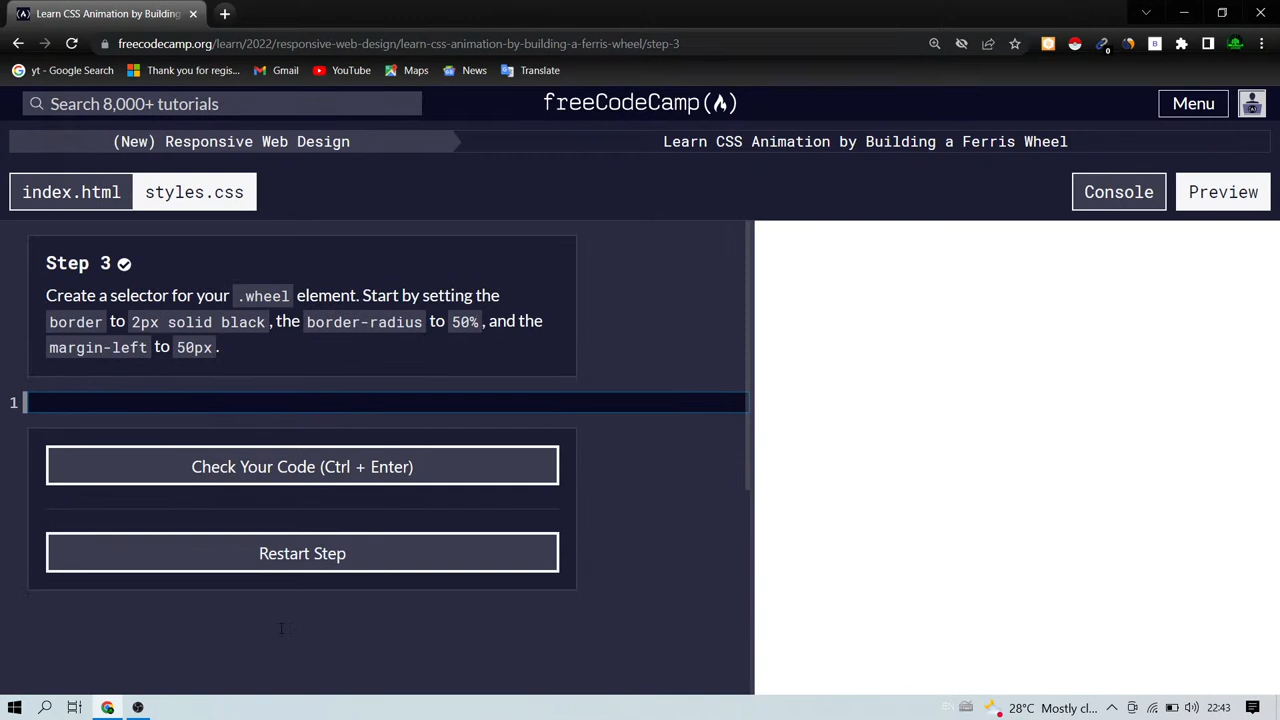 Learn CSS Animation by Building
freecodecamp.org/learn/2022/responsive-web-design/learn-css-animation-by-building-a-ferris-wheel/step-3
0
yt - Google Search
Thank you for regis...
Gmail
YouTube
Maps
News
Translate
Search 8,000+ tutorials
freeCodeCamp
Menu
(New) Responsive Web Design
Learn CSS Animation by Building a Ferris Wheel
index.html
styles.css
Console
Preview
Step 3
Create a selector for your .wheel element. Start by setting the
border to 2px solid black, the border-radius to 50%, and the
margin-left to 50px.
1
Check Your Code (Ctrl + Enter)
Restart Step
28°C Mostly cl...
22:43